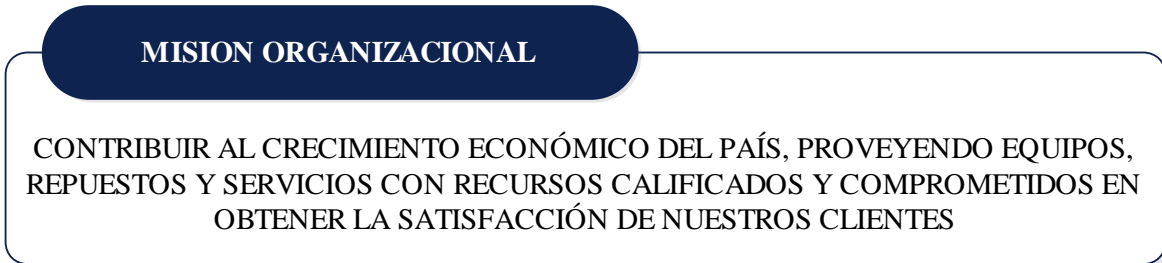 MISION ORGANIZACIONAL
CONTRIBUIR AL CRECIMIENTO ECONÓMICO DEL PAÍS, PROVEYENDO EQUIPOS,
REPUESTOS Y SERVICIOS CON RECURSOS CALIFICADOS Y COMPROMETIDOS EN
OBTENER LA SATISFACCIÓN DE NUESTROS CLIENTES